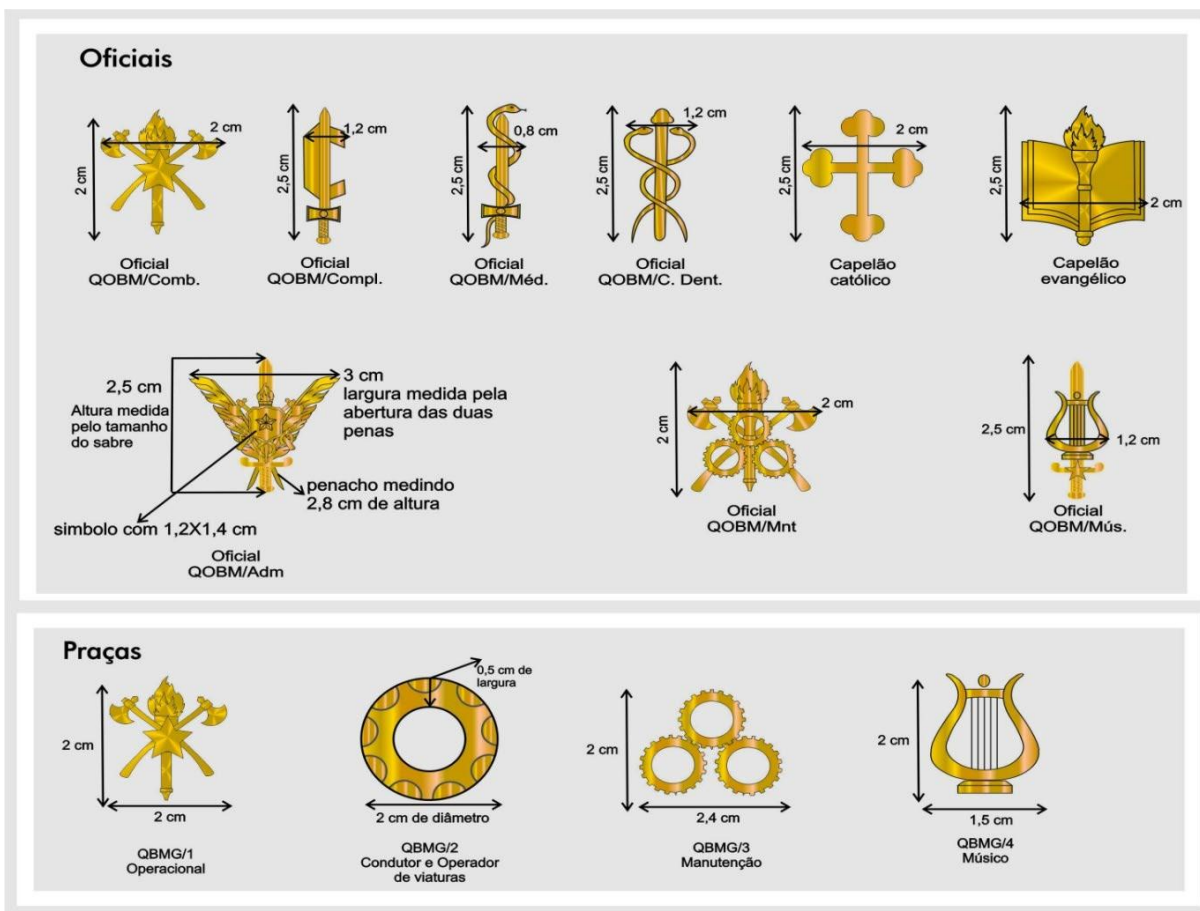 Oficiais
2 cm
2 cm
Oficial
QOBM/Comb.
2,5 cm
1,2 cm
Oficial
QOBM/Compl.
2,5 cm
0,8 cm
Oficial
QOBM/Méd.
2,5 cm
1,2 cm
Oficial
QOBM/C. Dent.
2,5 cm
2 cm
Capelão
católico
2,5 cm
2 cm
Capelão
evangélico
2,5 cm
Altura medida
pelo tamanho
do sabre
3 cm
largura medida pela
abertura das duas
penas
penacho medindo
2,8 cm de altura
simbolo com 1,2X1,4 cm
Oficial
QOBM/Adm
2 cm
2 cm
Oficial
QOBM/Mnt
2,5 cm
1,2 cm
Oficial
QOBM/Mús.
Praças
2 cm
2 cm
QBMG/1
Operacional
0,5 cm de
largura
2 cm de diâmetro
QBMG/2
Condutor e Operador
de viaturas
2 cm
2,4 cm
QBMG/3
Manutenção
2 cm
1,5 cm
QBMG/4
Músico